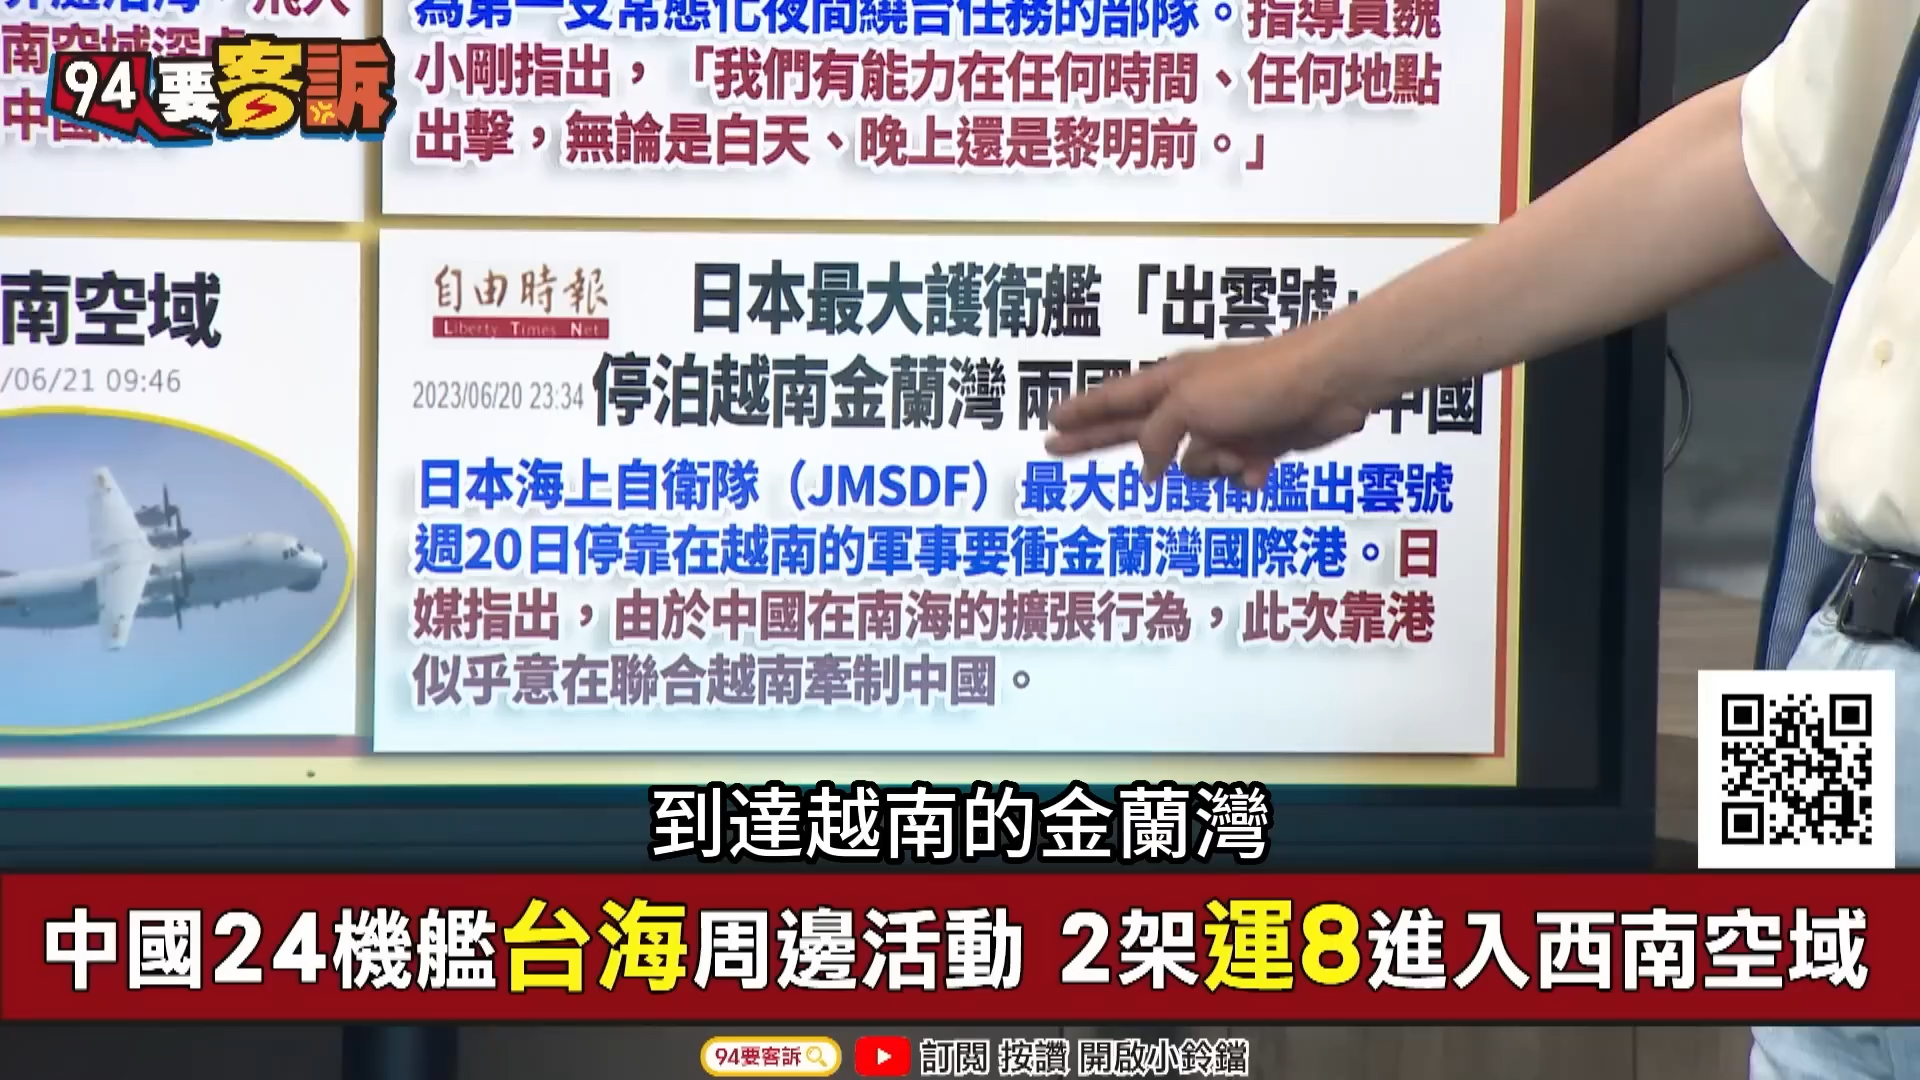 94要客訴
南空域深處
為第一支常態化夜間繞台任務的部隊。指導員魏
小剛指出，「我們有能力在任何時間、任何地點
出擊，無論是白天、晚上還是黎明前。」
南空域
/06/21 09:46
自由時報
Liberty Times Net
日本最大護衛艦「出雲號」
2023/06/20 23:34
停泊越南金蘭灣 兩國 中國
日本海上自衛隊（JMSDF）最大的護衛艦出雲號
週20日停靠在越南的軍事要衝金蘭灣國際港。日
媒指出，由於中國在南海的擴張行為，此次靠港
似乎意在聯合越南牽制中國。
到達越南的金蘭灣
中國24機艦台海周邊活動 2架運8進入西南空域
94要客訴
訂閱 按讚 開啟小鈴鐺